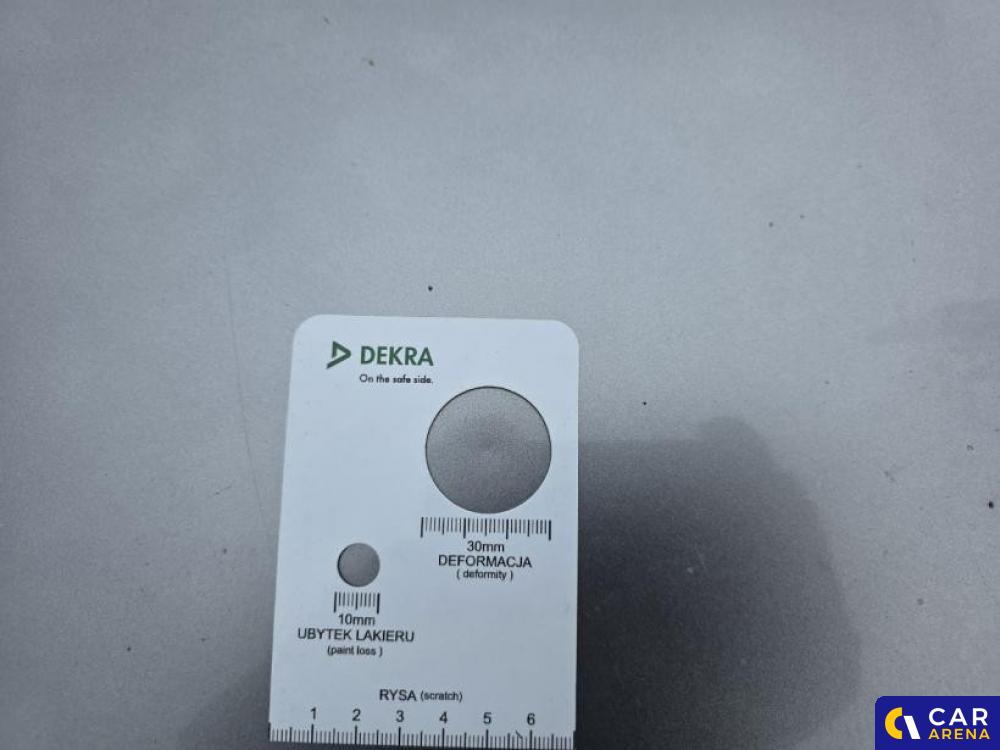 DEKRA
On the safe side.
30mm
DEFORMACJA
( deformity )
10mm
UBYTEK LAKIERU
(paint loss )
RYSA (scratch)
1 2 3 4 5 6
CAR
ARENA